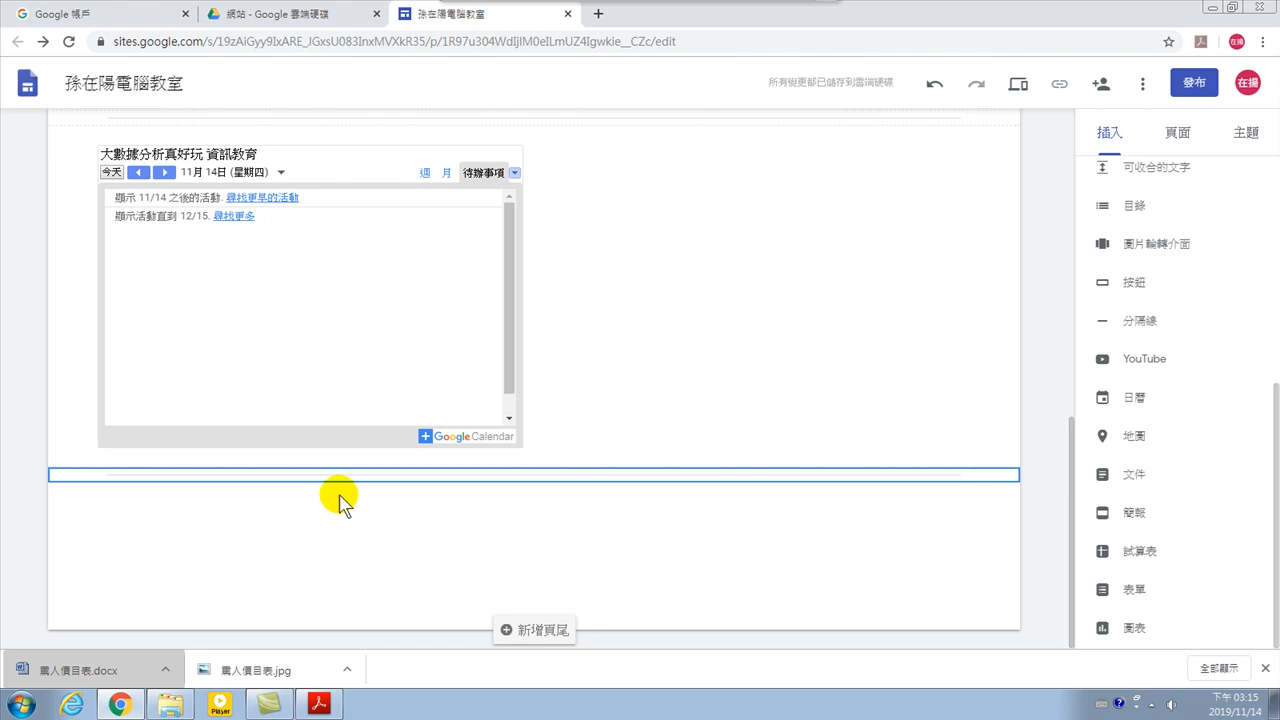 Google 帳戶
網站 - Google 雲端硬碟
孫在陽電腦教室
sites.google.com/s/19zAiGyy9IxARE_JGxsU083InxMVXkR35/p/1R97u304WdIjlM0eILmUZ4Igwkie__CZc/edit
在揚
孫在陽電腦教室
所有變更都已儲存到雲端硬碟
發布
在揚
插入
頁面
主題
大數據分析真好玩 資訊教育
今天
11月 14日 (星期四)
週
月
待辦事項
顯示 11/14 之後的活動. 尋找更早的活動
顯示活動直到 12/15. 尋找更多
Google Calendar
可收合的文字
目錄
圖片輪轉介面
按鈕
分隔線
YouTube
日曆
地圖
文件
簡報
試算表
表單
圖表
新增頁尾
罵人價目表.docx
罵人價目表.jpg
全部顯示
Player
下午 03:15
2019/11/14